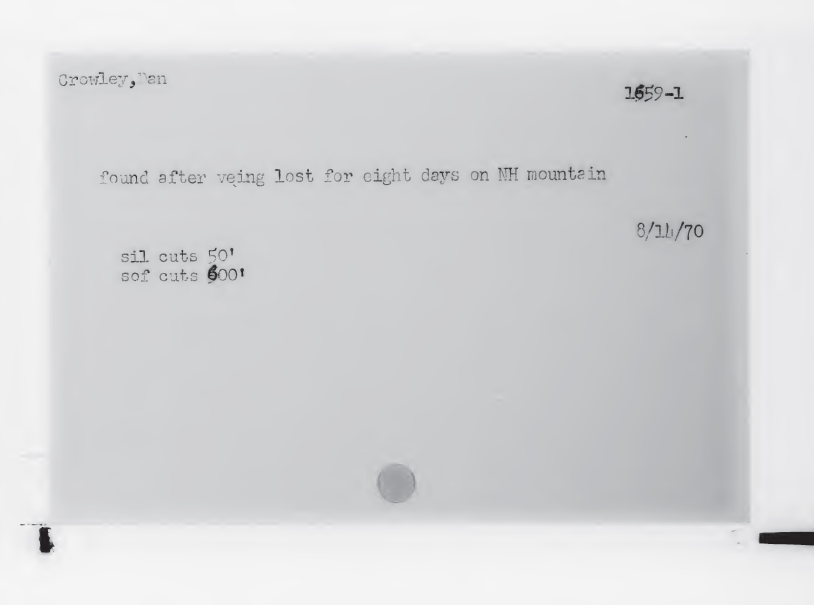 Crowley,Dan
1659-1
found after veing lost for eight days on NH mountain
8/14/70
sil cuts 50'
sof cuts 600'